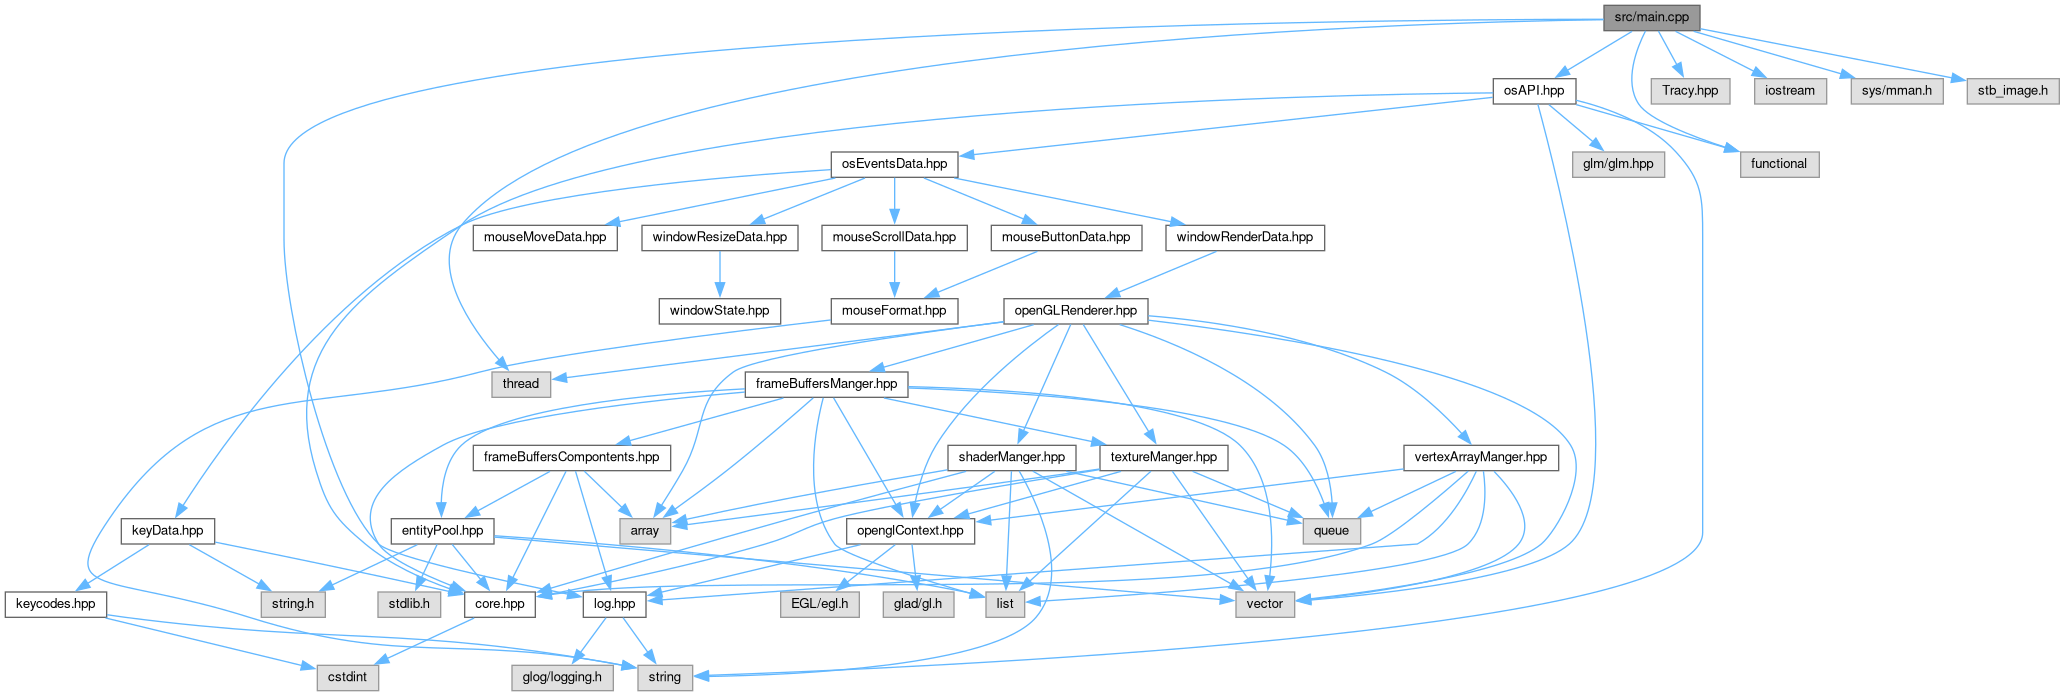 src/main.cpp
osAPI.hpp
Tracy.hpp
iostream
sys/mman.h
stb_image.h
osEventsData.hpp
glm/glm.hpp
functional
mouseMoveData.hpp
windowResizeData.hpp
mouseScrollData.hpp
mouseButtonData.hpp
windowRenderData.hpp
windowState.hpp
mouseFormat.hpp
openGLRenderer.hpp
thread
frameBuffersManger.hpp
frameBuffersCompontents.hpp
shaderManger.hpp
textureManger.hpp
vertexArrayManger.hpp
keyData.hpp
entityPool.hpp
array
openglContext.hpp
queue
keycodes.hpp
string.h
stdlib.h
core.hpp
log.hpp
EGL/egl.h
glad/gl.h
list
vector
cstdint
glog/logging.h
string